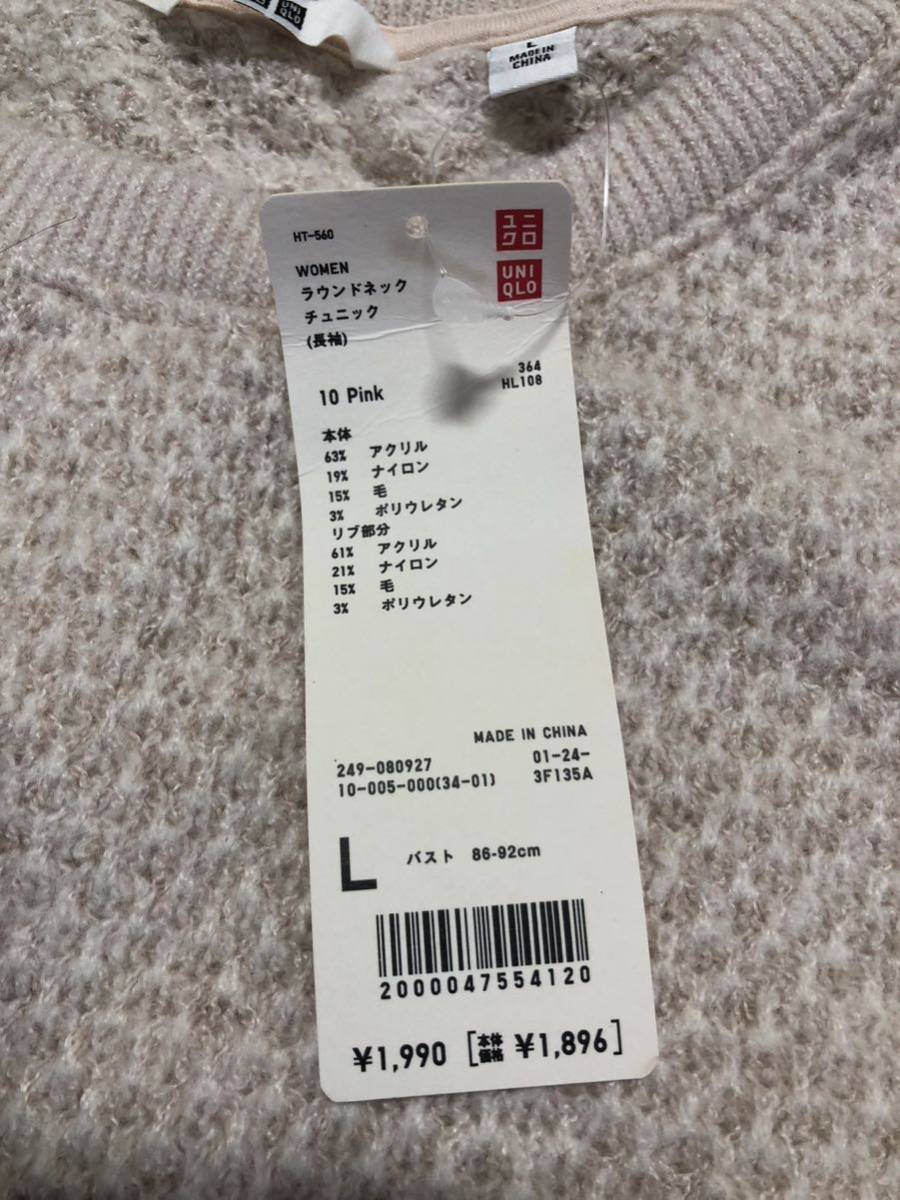 UNI
QLO
L
MADE IN
CHINA
HT-560
ユニ
クロ
UNI
QLO
WOMEN
ラウンドネック
チュニック
(長袖)
364
HL108
10 Pink
本体
63% アクリル
19% ナイロン
15% 毛
3% ポリウレタン
リブ部分
61% アクリル
21% ナイロン
15% 毛
3% ポリウレタン
MADE IN CHINA
249-080927 01-24-
10-005-000(34-01) 3F135A
L バスト 86-92cm
2000047554120
¥1,990 [本体価格 ¥1,896]